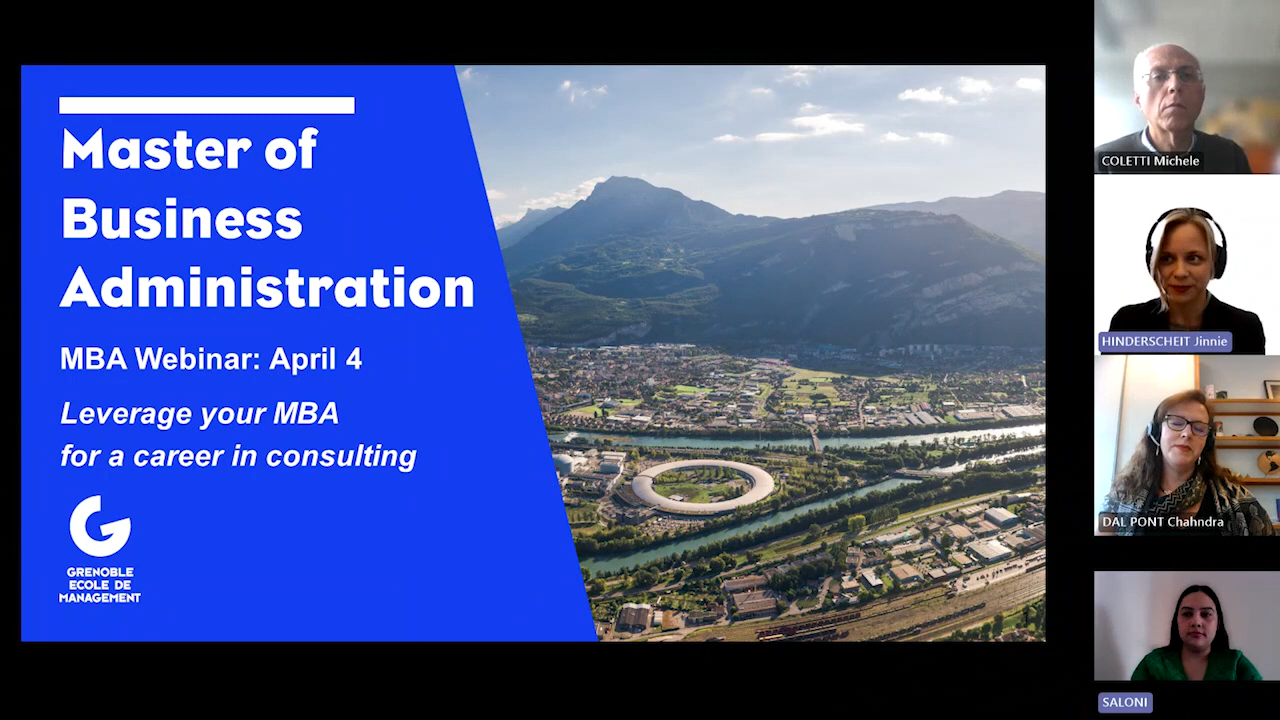 Master of
Business
Administration
MBA Webinar: April 4
Leverage your MBA
for a career in consulting
GRENOBLE
ECOLE DE
MANAGEMENT
COLETTI Michele
HINDERSCHEIT Jinnie
DAL PONT Chahndra
SALONI